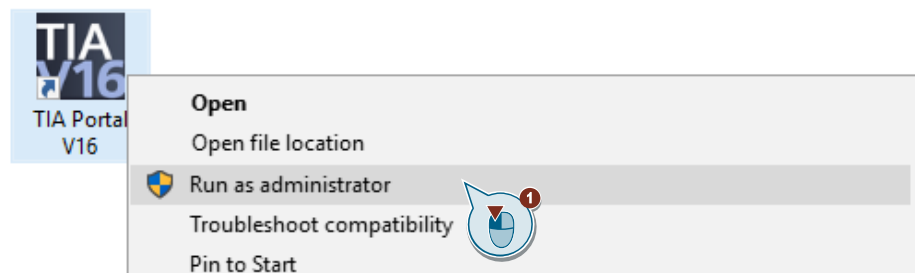 TIA
V16
TIA Portal
V16
Open
Open file location
Run as administrator
1
Troubleshoot compatibility
Pin to Start